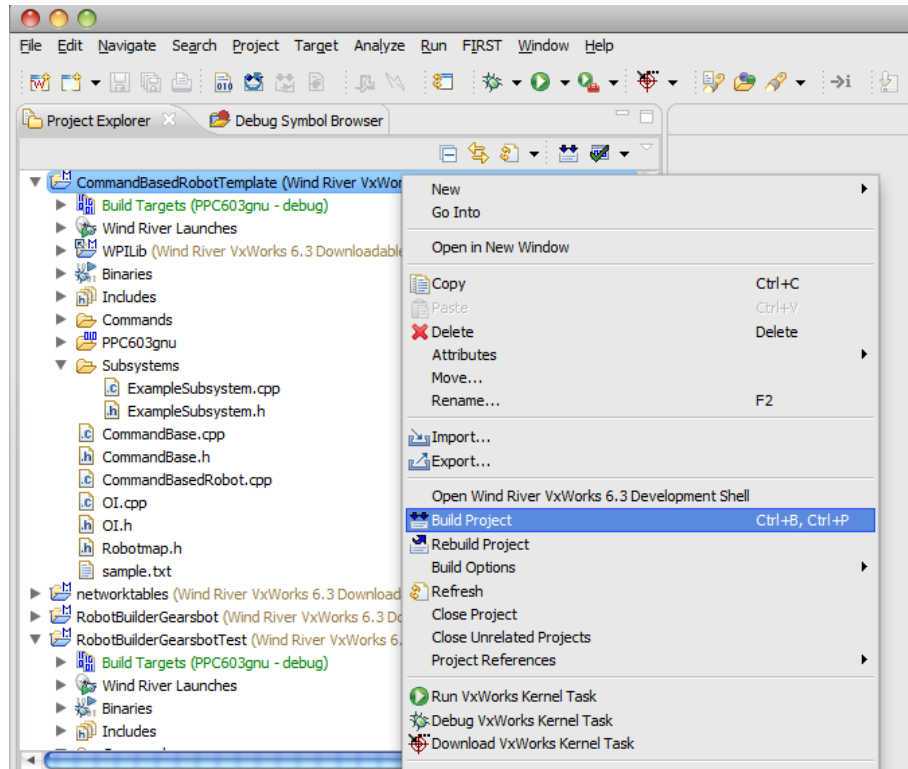 File Edit Navigate Search Project Target Analyze Run FIRST Window Help
Project Explorer Debug Symbol Browser
CommandBasedRobotTemplate (Wind River VxWor
Build Targets (PPC603gnu - debug)
Wind River Launches
WPILib (Wind River VxWorks 6.3 Downloadable
Binaries
Includes
Commands
PPC603gnu
Subsystems
ExampleSubsystem.cpp
ExampleSubsystem.h
CommandBase.cpp
CommandBase.h
CommandBasedRobot.cpp
OI.cpp
OI.h
Robotmap.h
sample.txt
networktables (Wind River VxWorks 6.3 Download
RobotBuilderGearsbot (Wind River VxWorks 6.3 Do
RobotBuilderGearsbotTest (Wind River VxWorks 6.
Build Targets (PPC603gnu - debug)
Wind River Launches
Binaries
Includes
New
Go Into
Open in New Window
Copy Ctrl+C
Paste Ctrl+V
Delete Delete
Attributes
Move...
Rename... F2
Import...
Export...
Open Wind River VxWorks 6.3 Development Shell
Build Project Ctrl+B, Ctrl+P
Rebuild Project
Build Options
Refresh
Close Project
Close Unrelated Projects
Project References
Run VxWorks Kernel Task
Debug VxWorks Kernel Task
Download VxWorks Kernel Task